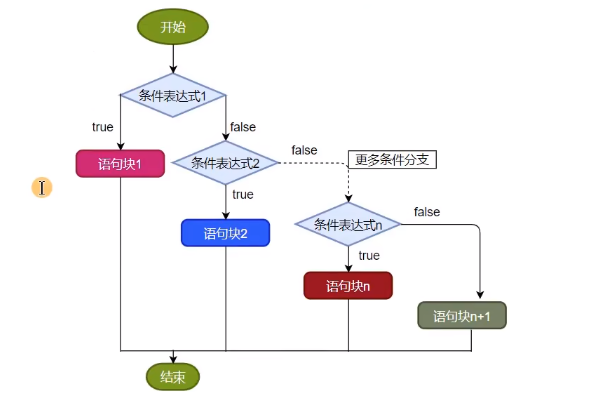 开始
条件表达式1
true
false
语句块1
条件表达式2
false
更多条件分支
true
语句块2
条件表达式n
false
true
语句块n
语句块n+1
结束